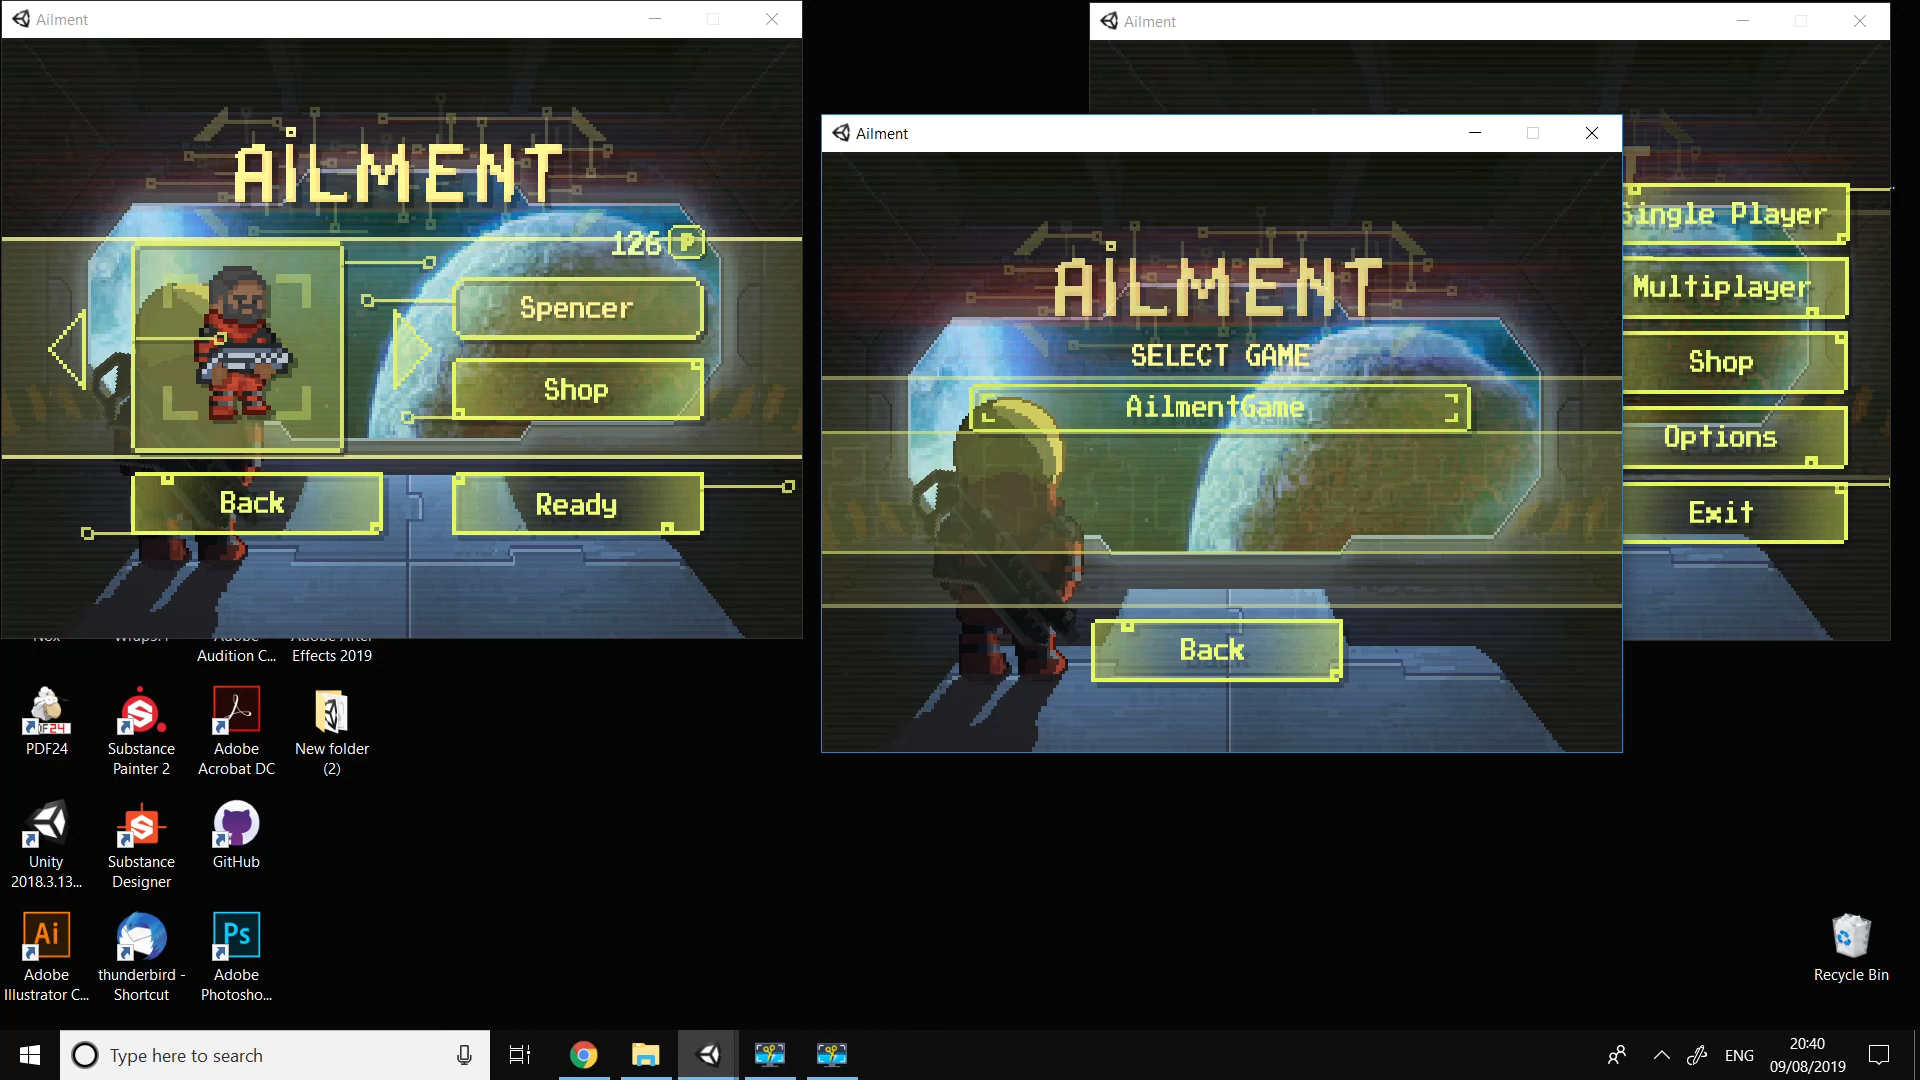 Ailment
AiLMENT
126 P
Spencer
Shop
Back
Ready
Ailment
Single Player
Multiplayer
Shop
Options
Exit
Ailment
AiLMENT
SELECT GAME
AilmentGame
Back
Audition C...
Effects 2019
PDF24
Substance
Painter 2
Adobe
Acrobat DC
New folder
(2)
Unity
2018.3.13...
Substance
Designer
GitHub
Ai
Adobe
Illustrator C...
thunderbird -
Shortcut
Ps
Adobe
Photosho...
Recycle Bin
Type here to search
ENG
20:40
09/08/2019